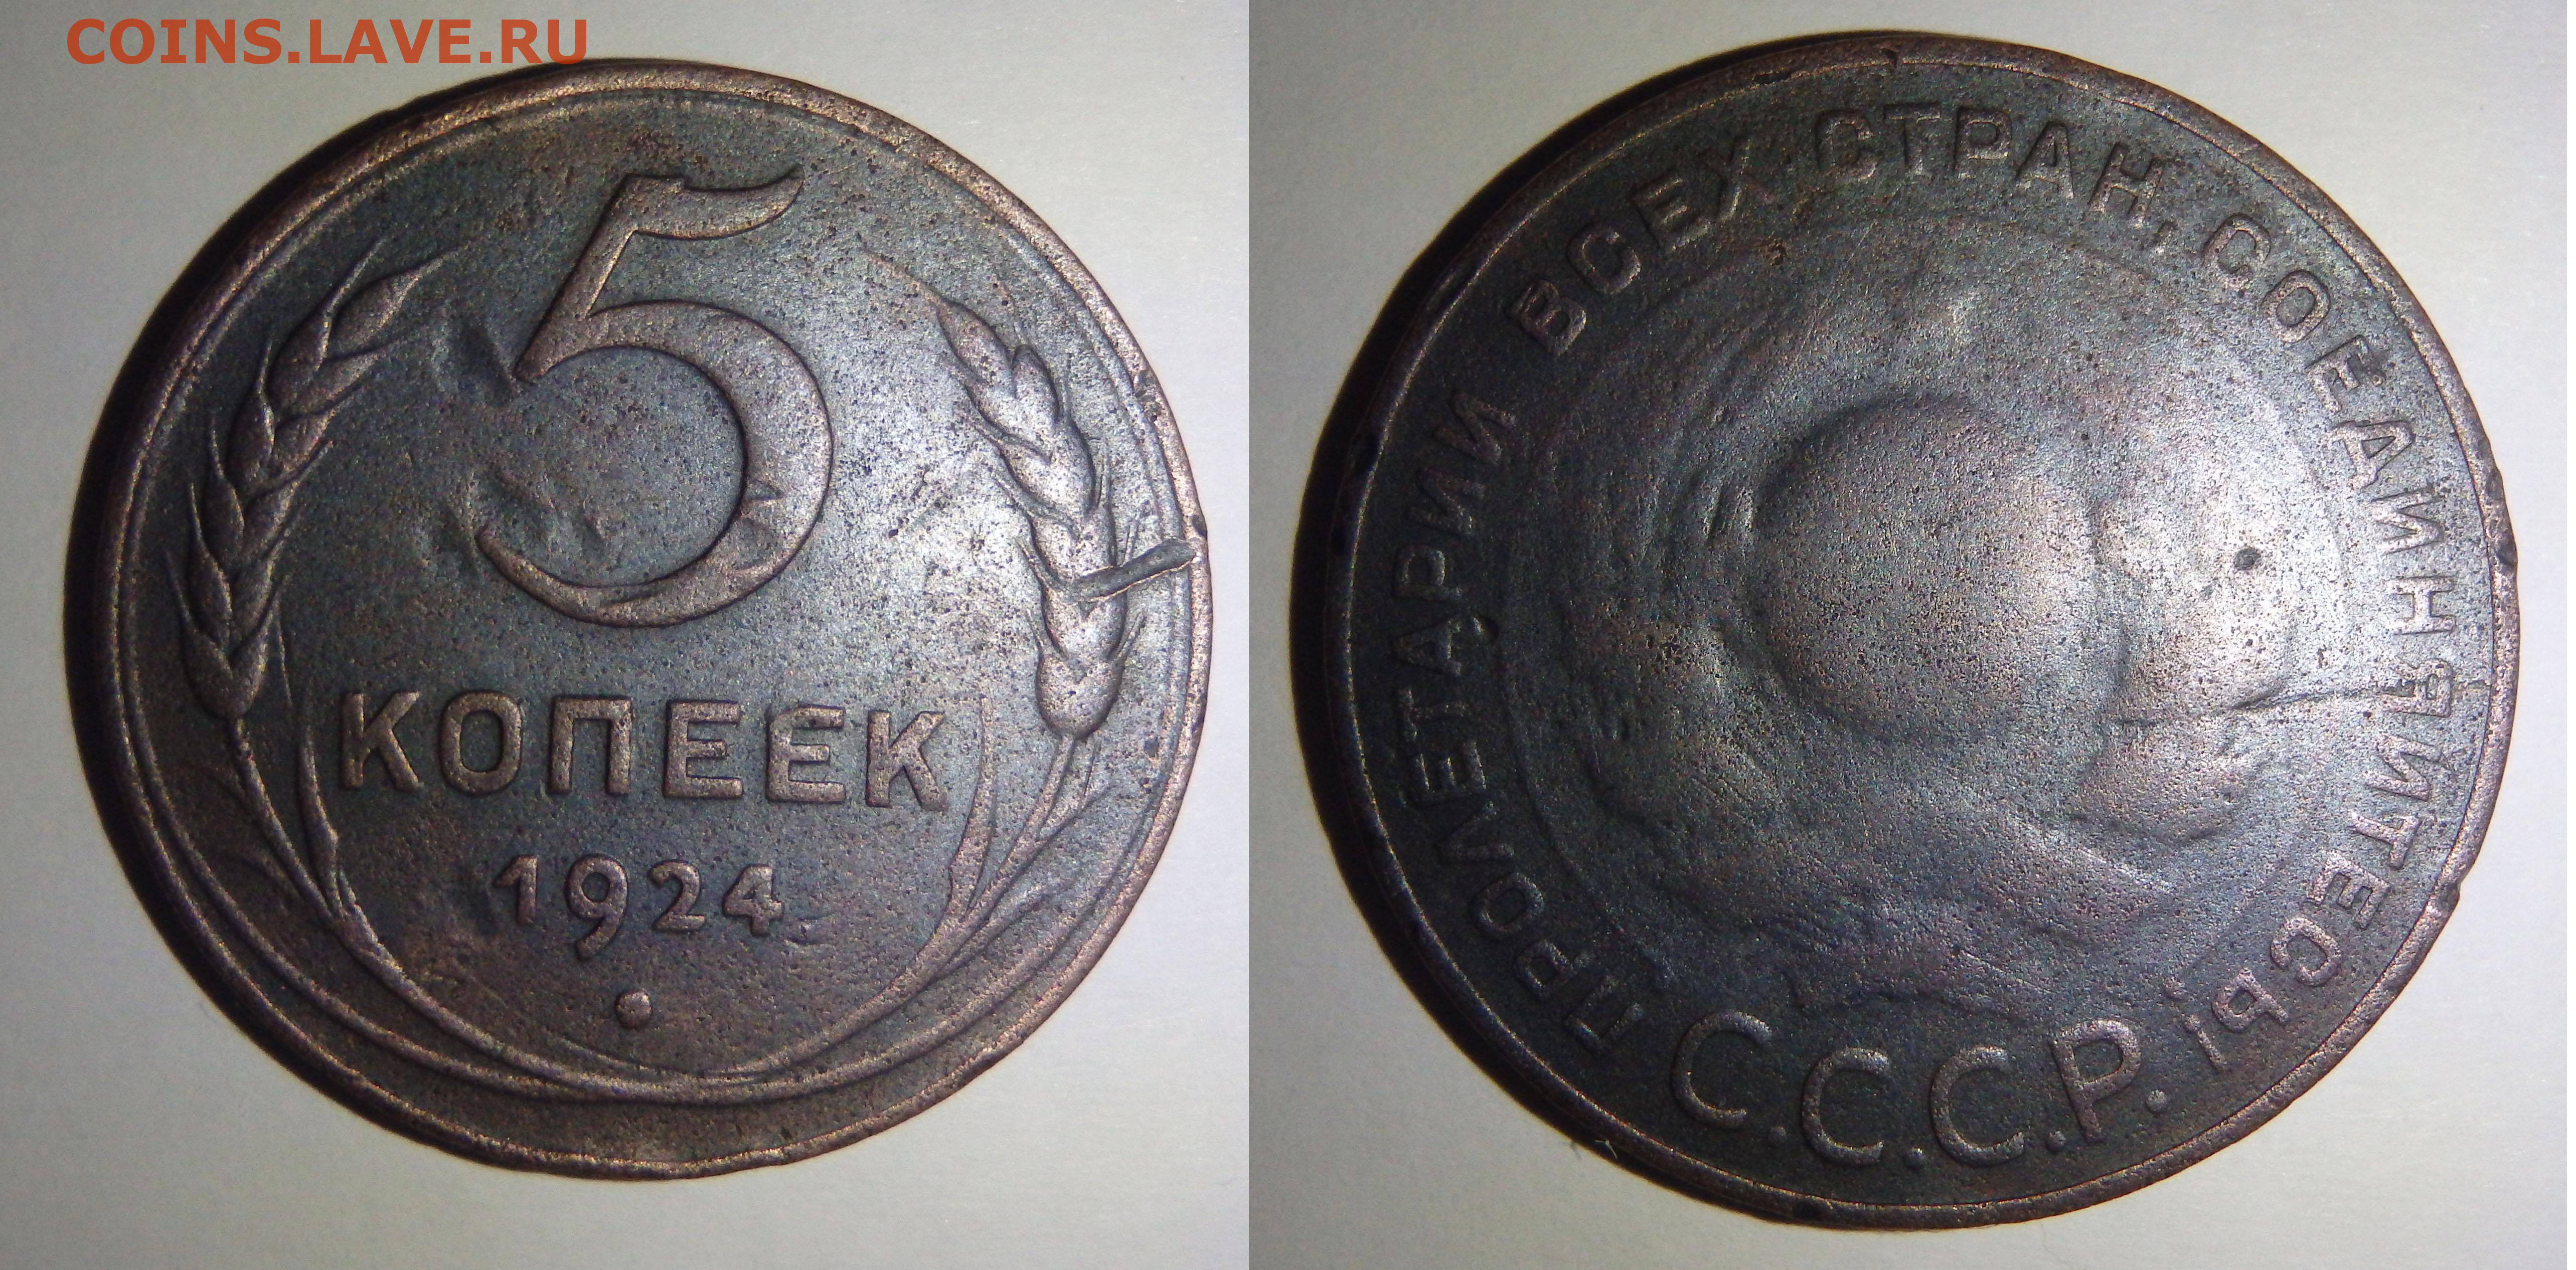 COINS.LAVE.RU
5
КОПЕЕК
1924
ПРОЛЕТАРИИ ВСЕХ СТРАН, СОЕДИНЯЙТЕСЬ!
С.С.С.Р.